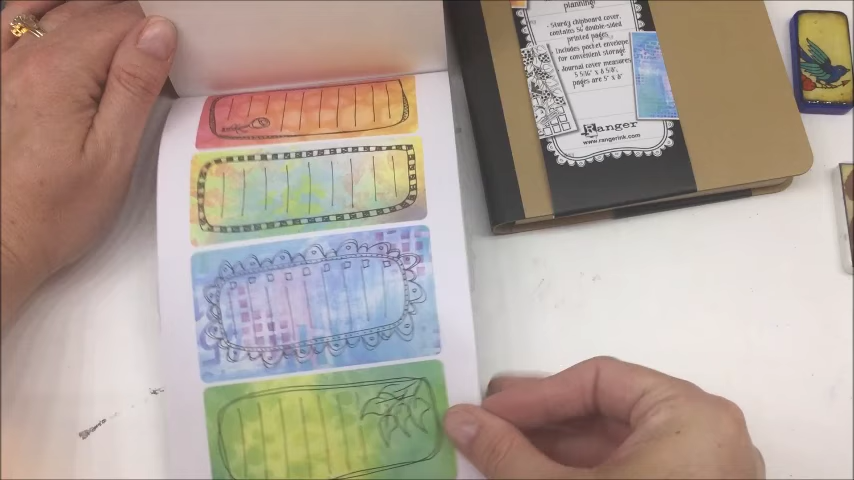 planning!
• Sturdy chipboard cover,
contains 56 double-sided
printed pages
• Includes pocket envelope
for convenient storage
Journal cover measures
5 5/16" x 8 5/8",
pages are 5" x 8"
Ranger
www.rangerink.com